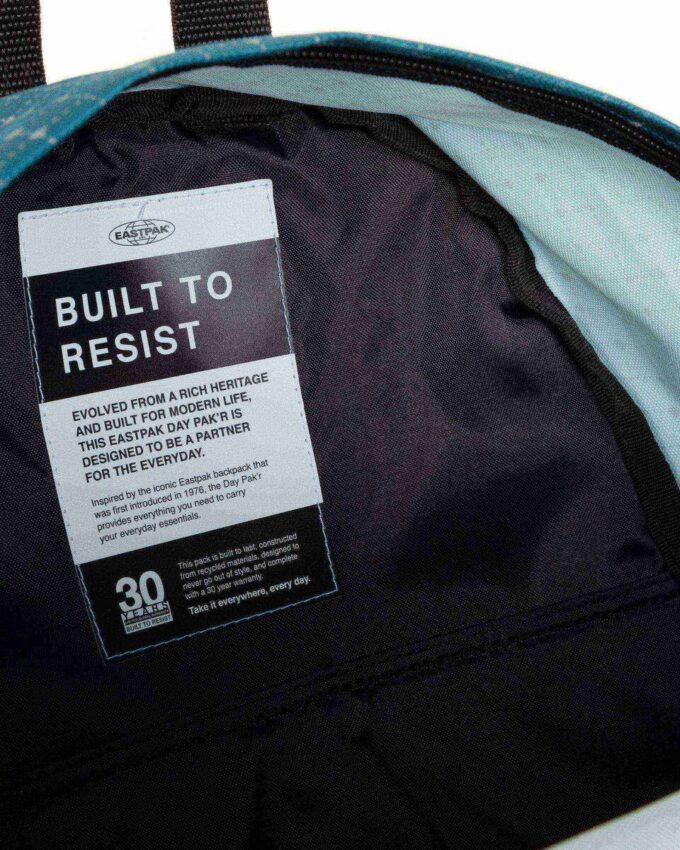 EASTPAK
BUILT TO
RESIST
EVOLVED FROM A RICH HERITAGE
AND BUILT FOR MODERN LIFE,
THIS EASTPAK DAY PAK'R IS
DESIGNED TO BE A PARTNER
FOR THE EVERYDAY.
Inspired by the iconic Eastpak backpack that
was first introduced in 1976, the Day Pak'r
provides everything you need to carry
your everyday essentials.
30
YEARS
BUILT TO RESIST
This pack is built to last, constructed
from recycled materials, designed to
never go out of style, and complete
with a 30 year warranty.
Take it everywhere, every day.